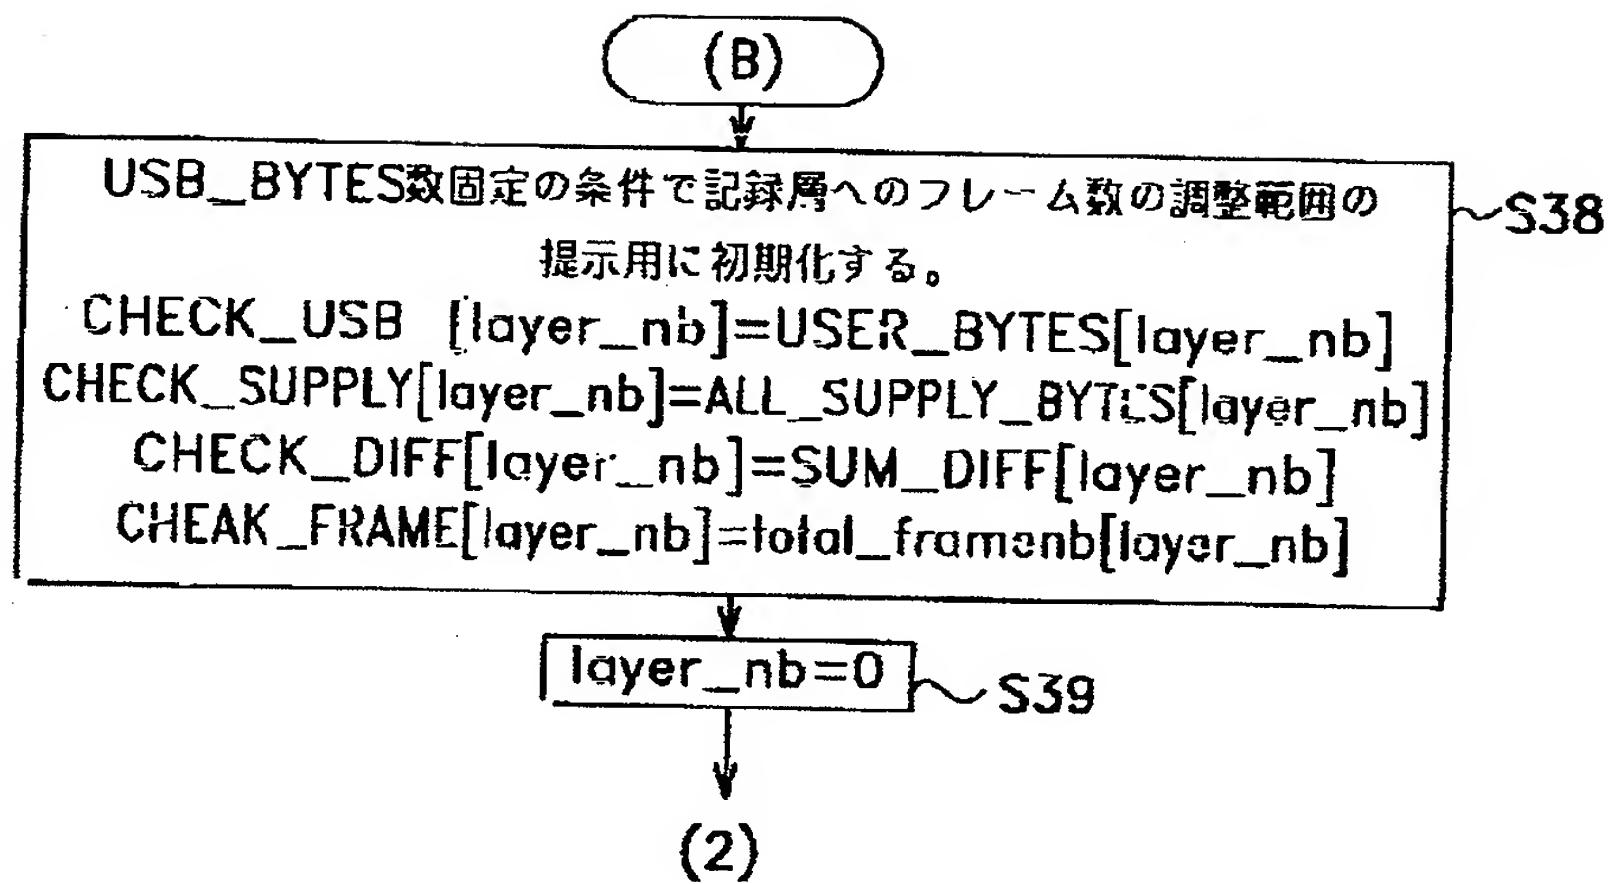 (B)
USB_BYTES数固定の条件で記録層へのフレーム数の調整範囲の
提示用に初期化する。
CHECK_USB [layer_nb]=USER_BYTES[layer_nb]
CHECK_SUPPLY[layer_nb]=ALL_SUPPLY_BYTES[layer_nb]
CHECK_DIFF[layer_nb]=SUM_DIFF[layer_nb]
CHEAK_FRAME[layer_nb]=total_framenb[layer_nb]
S38
layer_nb=0
S39
(2)